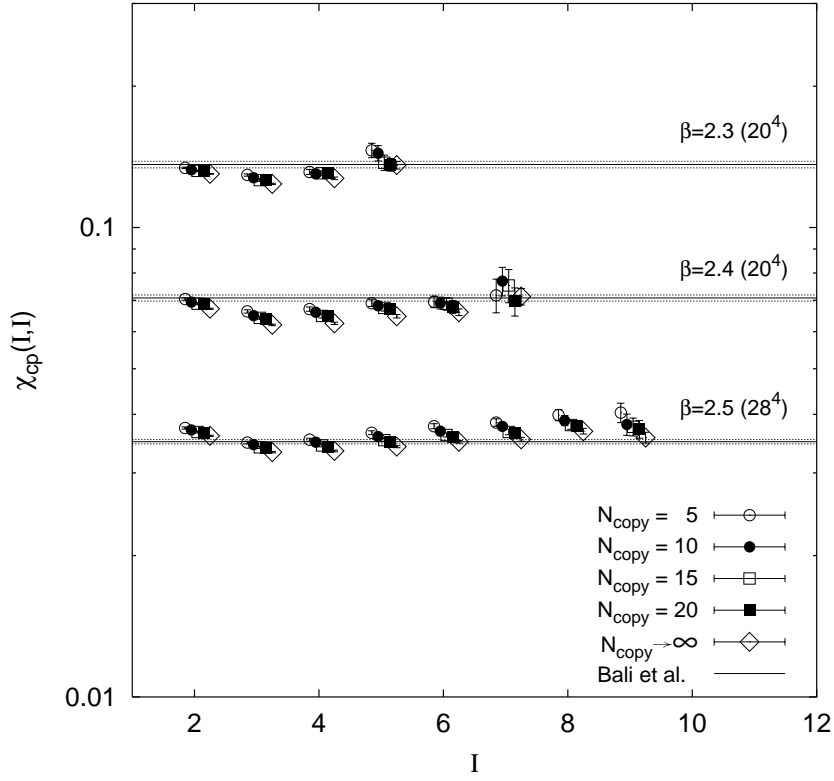 0.1
0.01
χcp(I,I)
β=2.3 (20⁴)
β=2.4 (20⁴)
β=2.5 (28⁴)
Ncopy = 5
Ncopy = 10
Ncopy = 15
Ncopy = 20
Ncopy→∞
Bali et al.
2 4 6 8 10 12
I